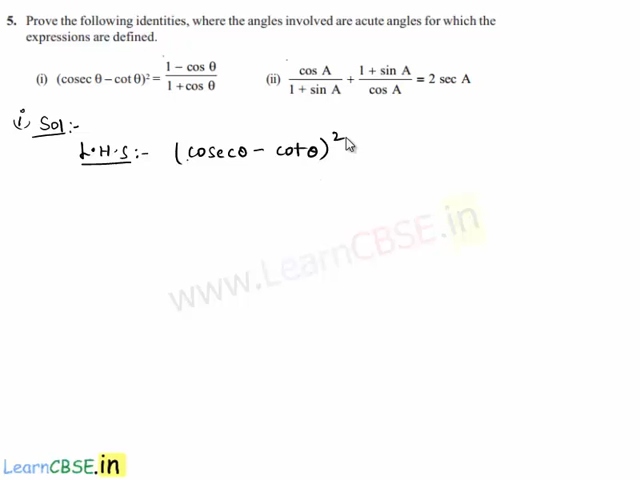 5. Prove the following identities, where the angles involved are acute angles for which the
expressions are defined.
(i) (cosec θ – cot θ)² = (1 – cos θ)/(1 + cos θ) (ii) cos A/(1 + sin A) + (1 + sin A)/cos A = 2 sec A
(i) Sol:-
L.H.S :- (cosecθ – cotθ)²
www.LearnCBSE.in
LearnCBSE.in